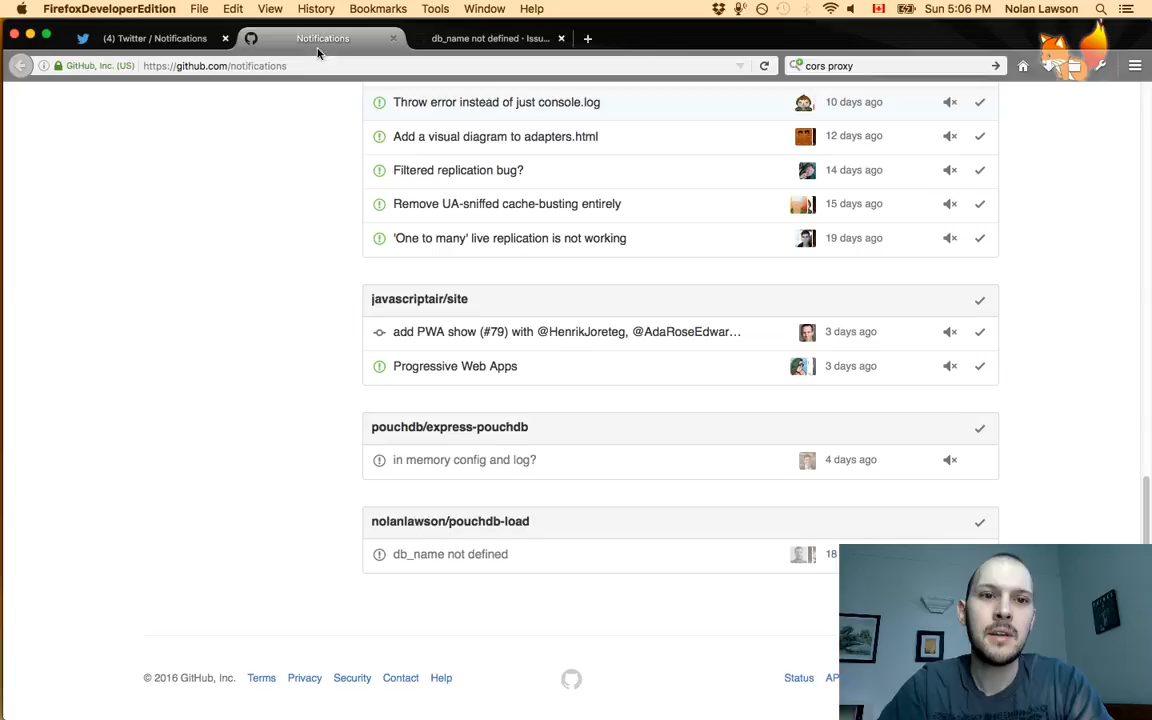 FirefoxDeveloperEdition File Edit View History Bookmarks Tools Window Help Sun 5:06 PM Nolan Lawson
(4) Twitter / Notifications Notifications db_name not defined - Issu...
GitHub, Inc. (US) https://github.com/notifications cors proxy
Throw error instead of just console.log 10 days ago
Add a visual diagram to adapters.html 12 days ago
Filtered replication bug? 14 days ago
Remove UA-sniffed cache-busting entirely 15 days ago
'One to many' live replication is not working 19 days ago
javascriptair/site
add PWA show (#79) with @HenrikJoreteg, @AdaRoseEdwar... 3 days ago
Progressive Web Apps 3 days ago
pouchdb/express-pouchdb
in memory config and log? 4 days ago
nolanlawson/pouchdb-load
db_name not defined 18
© 2016 GitHub, Inc. Terms Privacy Security Contact Help Status AP